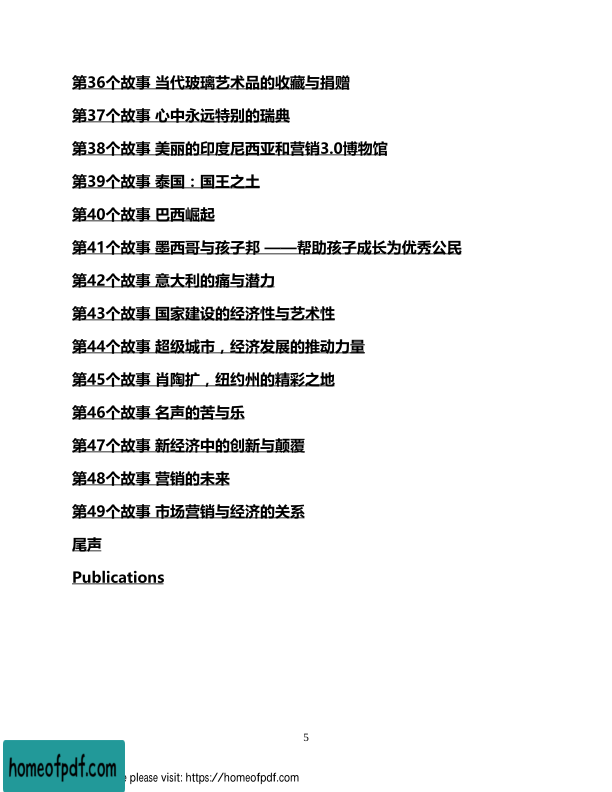 第36个故事 当代玻璃艺术品的收藏与捐赠
第37个故事 心中永远特别的瑞典
第38个故事 美丽的印度尼西亚和营销3.0博物馆
第39个故事 泰国：国王之土
第40个故事 巴西崛起
第41个故事 墨西哥与孩子邦 ——帮助孩子成长为优秀公民
第42个故事 意大利的痛与潜力
第43个故事 国家建设的经济性与艺术性
第44个故事 超级城市，经济发展的推动力量
第45个故事 肖陶扩，纽约州的精彩之地
第46个故事 名声的苦与乐
第47个故事 新经济中的创新与颠覆
第48个故事 营销的未来
第49个故事 市场营销与经济的关系
尾声
Publications
5
homeofpdf.com
e please visit: https://homeofpdf.com